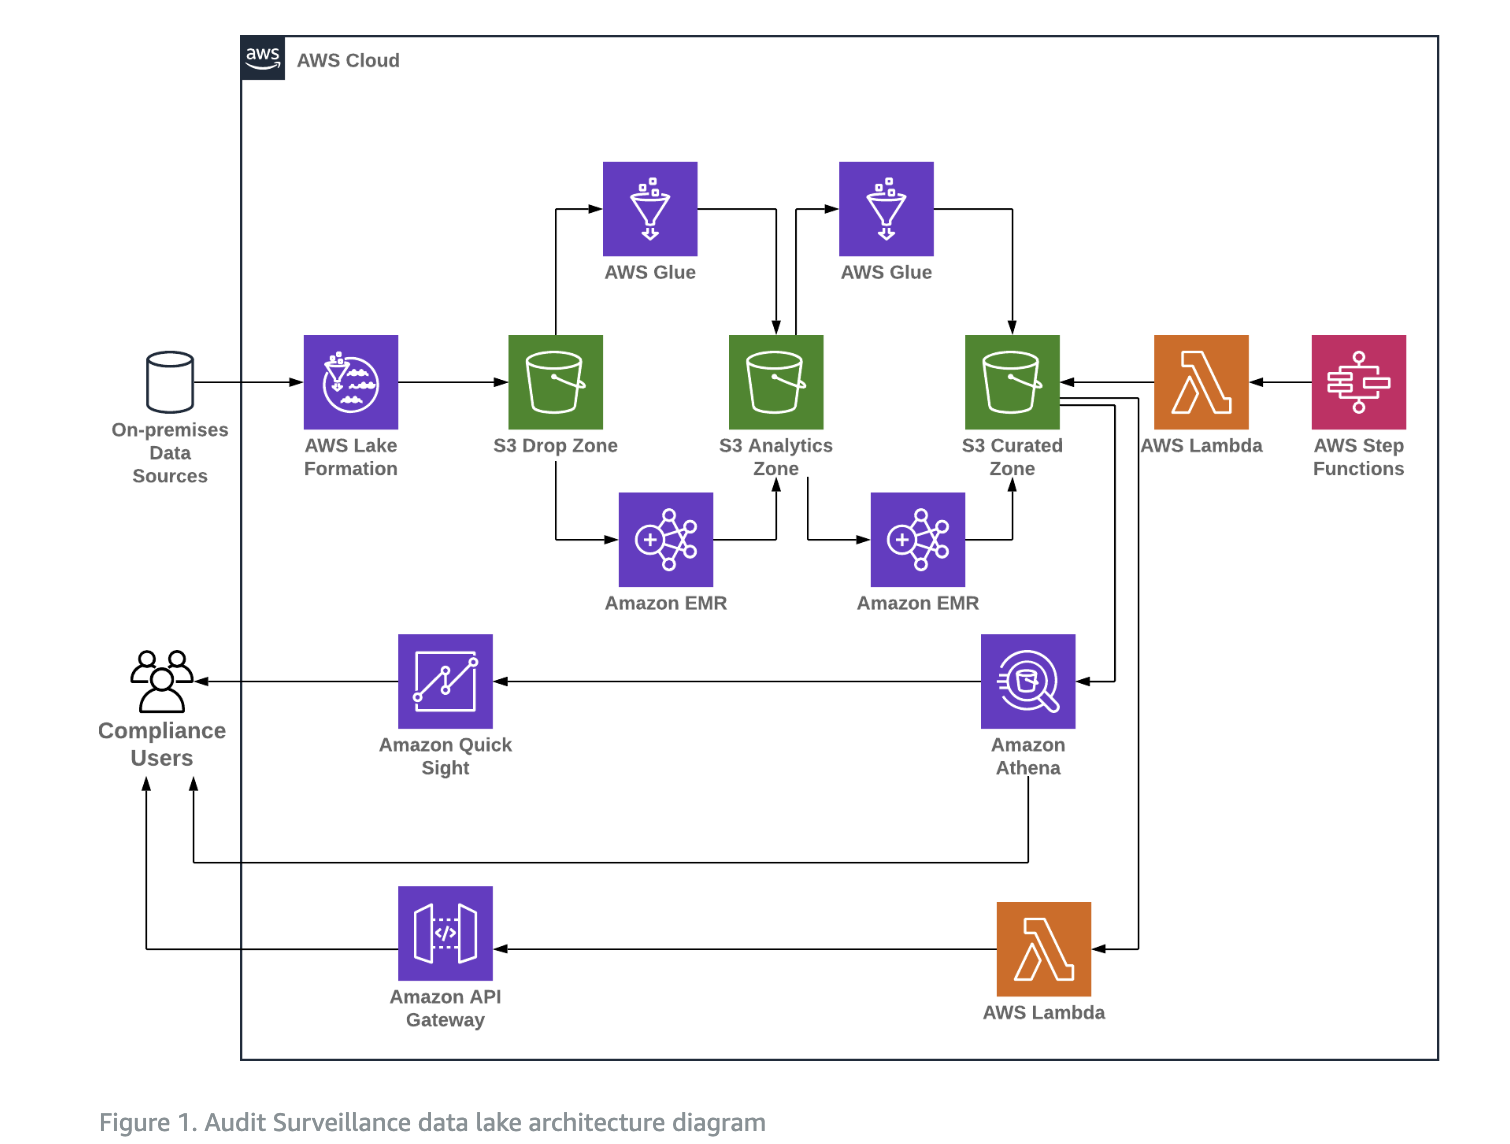 aws
AWS Cloud
AWS Glue
AWS Glue
On-premises
Data
Sources
AWS Lake
Formation
S3 Drop Zone
S3 Analytics
Zone
S3 Curated
Zone
AWS Lambda
AWS Step
Functions
Amazon EMR
Amazon EMR
Compliance
Users
Amazon Quick
Sight
Amazon
Athena
</>
Amazon API
Gateway
AWS Lambda
Figure 1. Audit Surveillance data lake architecture diagram